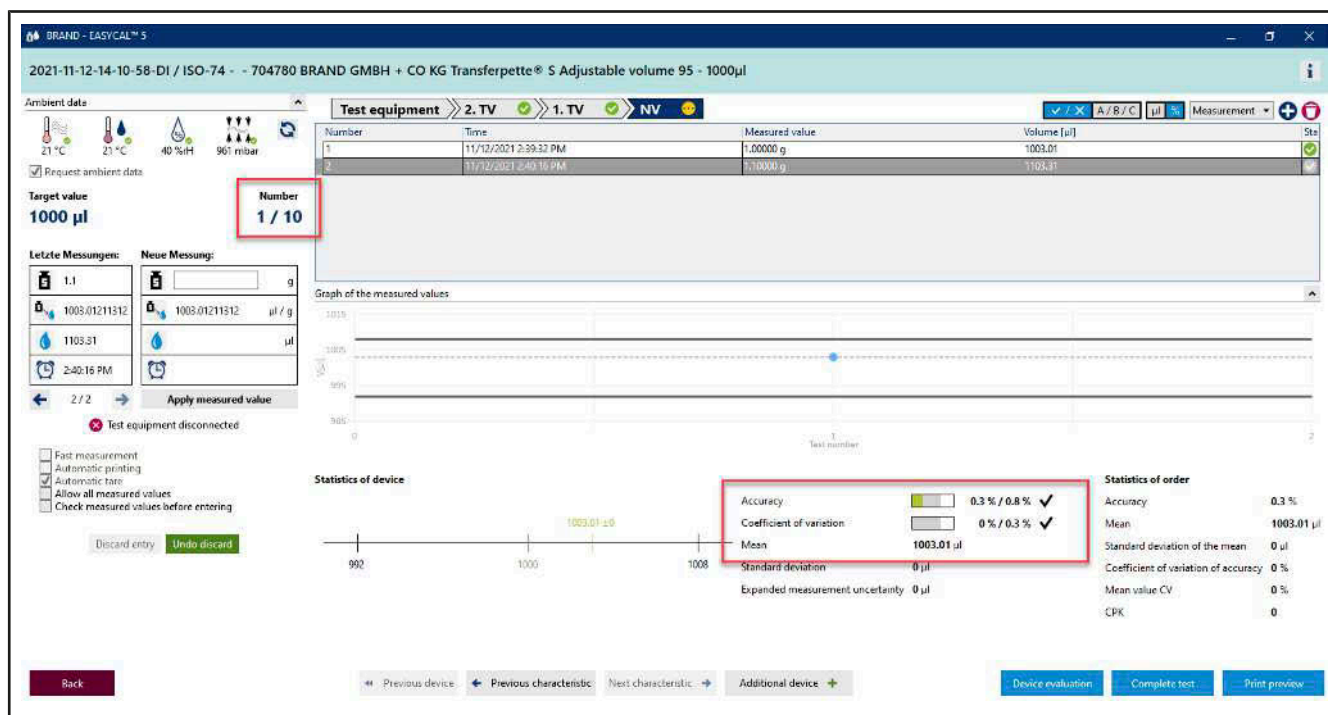 BRAND - EASYCAL™ 5
2021-11-12-14-10-58-DI / ISO-74 - - 704780 BRAND GMBH + CO KG Transferpette® S Adjustable volume 95 - 1000µl
i
Ambient data
21 °C 21 °C 40 %rH 961 mbar
Request ambient data
Target value Number
1000 µl 1 / 10
Letzte Messungen: Neue Messung:
1.1 g
1003.01211312 1003.01211312 µl / g
1103.31 µl
2:40:16 PM
2 / 2 Apply measured value
Test equipment disconnected
Fast measurement
Automatic printing
Automatic tare
Allow all measured values
Check measured values before entering
Discard entry Undo discard
Test equipment 2. TV 1. TV NV
✓ / X A / B / C µl % Measurement
Number Time Measured value Volume [µl] Sta
1 11/12/2021 2:39:32 PM 1.00000 g 1003.01
2 11/12/2021 2:40:16 PM 1.10000 g 1103.31
Graph of the measured values
1015
1005
995
985
0 1 2
Test number
Statistics of device
1003.01 ±0
992 1000 1008
Accuracy 0.3 % / 0.8 % ✓
Coefficient of variation 0 % / 0.3 % ✓
Mean 1003.01 µl
Standard deviation 0 µl
Expanded measurement uncertainty 0 µl
Statistics of order
Accuracy 0.3 %
Mean 1003.01 µl
Standard deviation of the mean 0 µl
Coefficient of variation of accuracy 0 %
Mean value CV 0 %
CPK 0
Back Previous device Previous characteristic Next characteristic Additional device Device evaluation Complete test Print preview